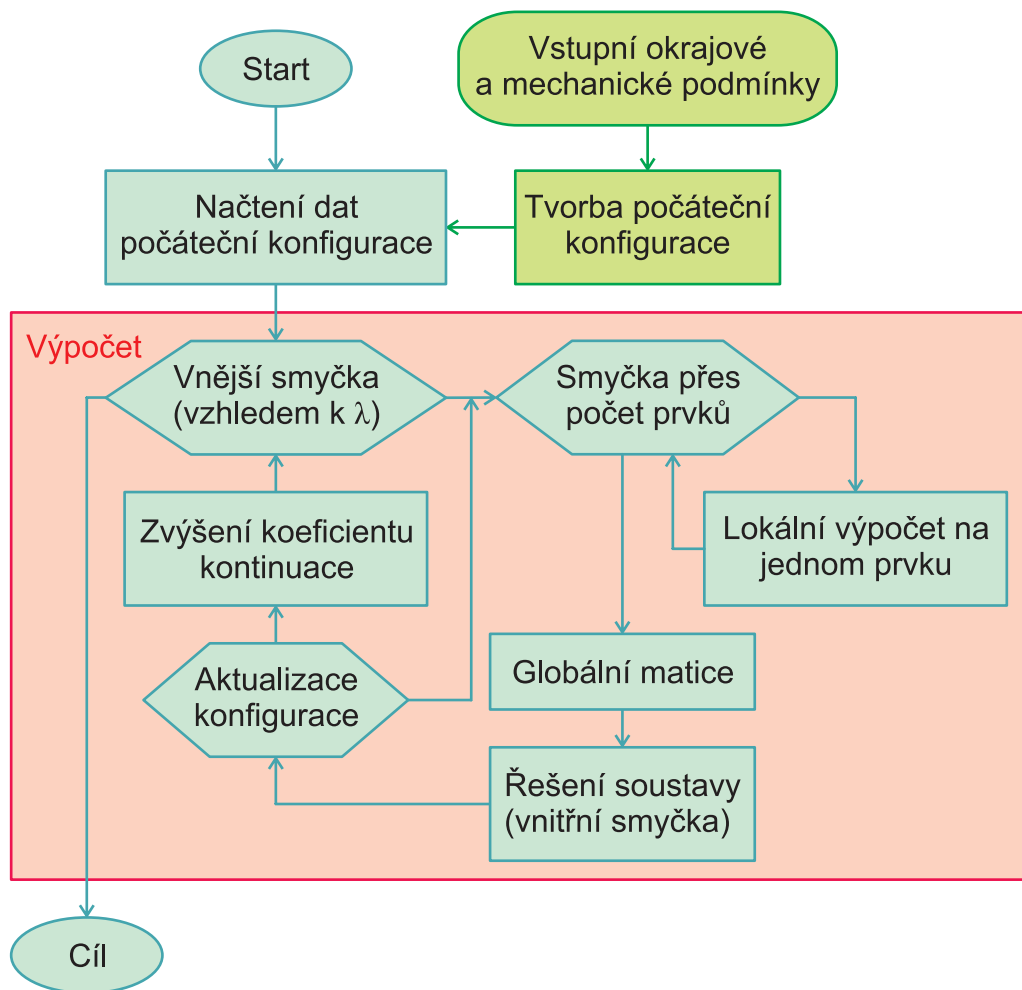 Start
Vstupní okrajové
a mechanické podmínky
Načtení dat
počáteční konfigurace
Tvorba počáteční
konfigurace
Výpočet
Vnější smyčka
(vzhledem k λ)
Smyčka přes
počet prvků
Zvýšení koeficientu
kontinuace
Lokální výpočet na
jednom prvku
Aktualizace
konfigurace
Globální matice
Řešení soustavy
(vnitřní smyčka)
Cíl